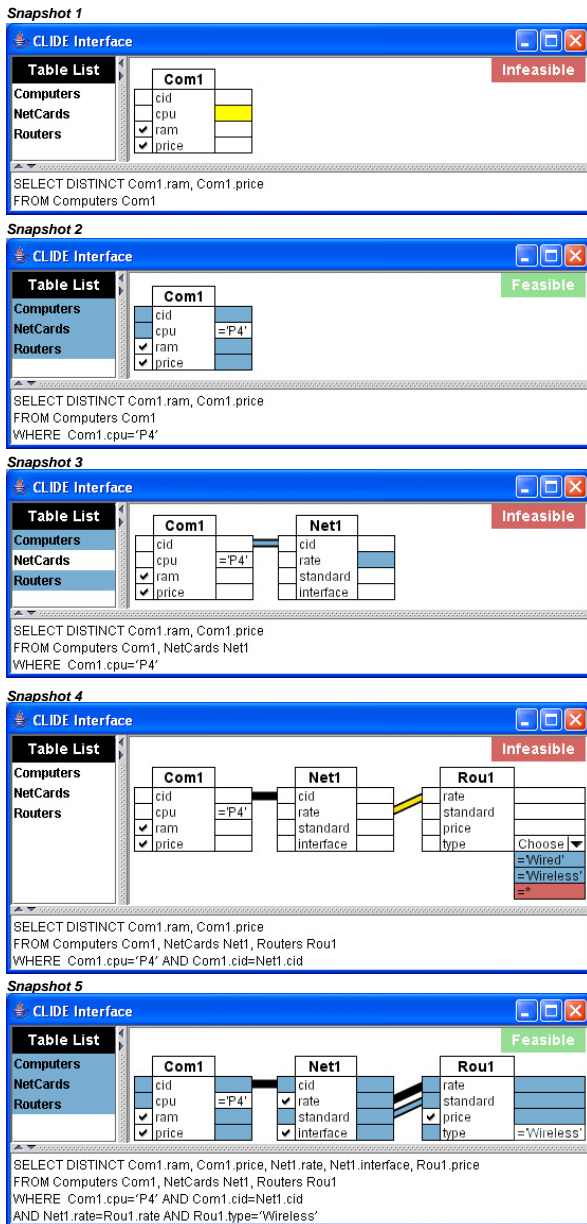 Snapshot 1
CLIDE Interface
Table List
Computers
NetCards
Routers
Com1
cid
cpu
ram
price
Infeasible
SELECT DISTINCT Com1.ram, Com1.price
FROM Computers Com1
Snapshot 2
CLIDE Interface
Table List
Computers
NetCards
Routers
Com1
cid
cpu ='P4'
ram
price
Feasible
SELECT DISTINCT Com1.ram, Com1.price
FROM Computers Com1
WHERE Com1.cpu='P4'
Snapshot 3
CLIDE Interface
Table List
Computers
NetCards
Routers
Com1
cid
cpu ='P4'
ram
price
Net1
cid
rate
standard
interface
Infeasible
SELECT DISTINCT Com1.ram, Com1.price
FROM Computers Com1, NetCards Net1
WHERE Com1.cpu='P4'
Snapshot 4
CLIDE Interface
Table List
Computers
NetCards
Routers
Com1
cid
cpu ='P4'
ram
price
Net1
cid
rate
standard
interface
Infeasible
Rou1
rate
standard
price
type Choose
='Wired'
='Wireless'
=*
SELECT DISTINCT Com1.ram, Com1.price
FROM Computers Com1, NetCards Net1, Routers Rou1
WHERE Com1.cpu='P4' AND Com1.cid=Net1.cid
Snapshot 5
CLIDE Interface
Table List
Computers
NetCards
Routers
Com1
cid
cpu ='P4'
ram
price
Net1
cid
rate
standard
interface
Feasible
Rou1
rate
standard
price
type ='Wireless'
SELECT DISTINCT Com1.ram, Com1.price, Net1.rate, Net1.interface, Rou1.price
FROM Computers Com1, NetCards Net1, Routers Rou1
WHERE Com1.cpu='P4' AND Com1.cid=Net1.cid
AND Net1.rate=Rou1.rate AND Rou1.type='Wireless'